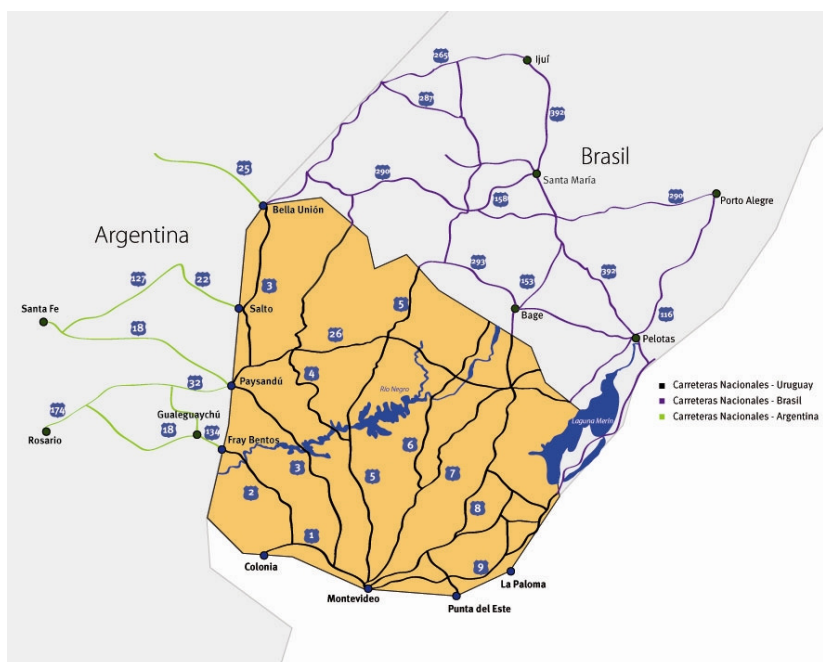 265
Ijuí
287
392
Brasil
25
290
Santa María
158
290
Porto Alegre
Bella Unión
Argentina
127
22
3
293
153
392
5
Santa Fe
Salto
Bage
116
18
26
Pelotas
32
Paysandú
4
Río Negro
Carreteras Nacionales - Uruguay
Carreteras Nacionales - Brasil
174
Gualeguaychú
Carreteras Nacionales - Argentina
Laguna Merín
Rosario
18
134
Fray Bentos
6
3
5
7
2
8
1
Colonia
9
La Paloma
Montevideo
Punta del Este